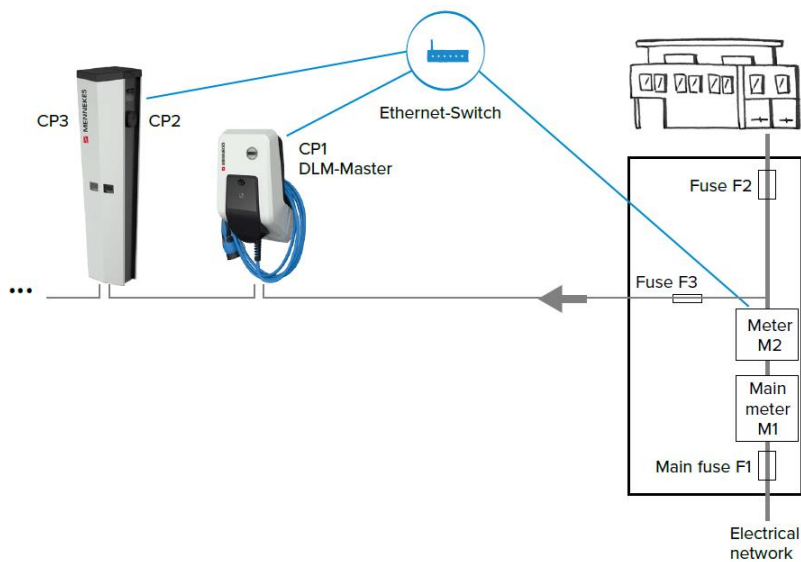 CP3
MENNEKES
CP2
Ethernet-Switch
CP1
DLM-Master
MENNEKES
Fuse F2
Fuse F3
Meter
M2
Main
meter
M1
Main fuse F1
Electrical
network
...